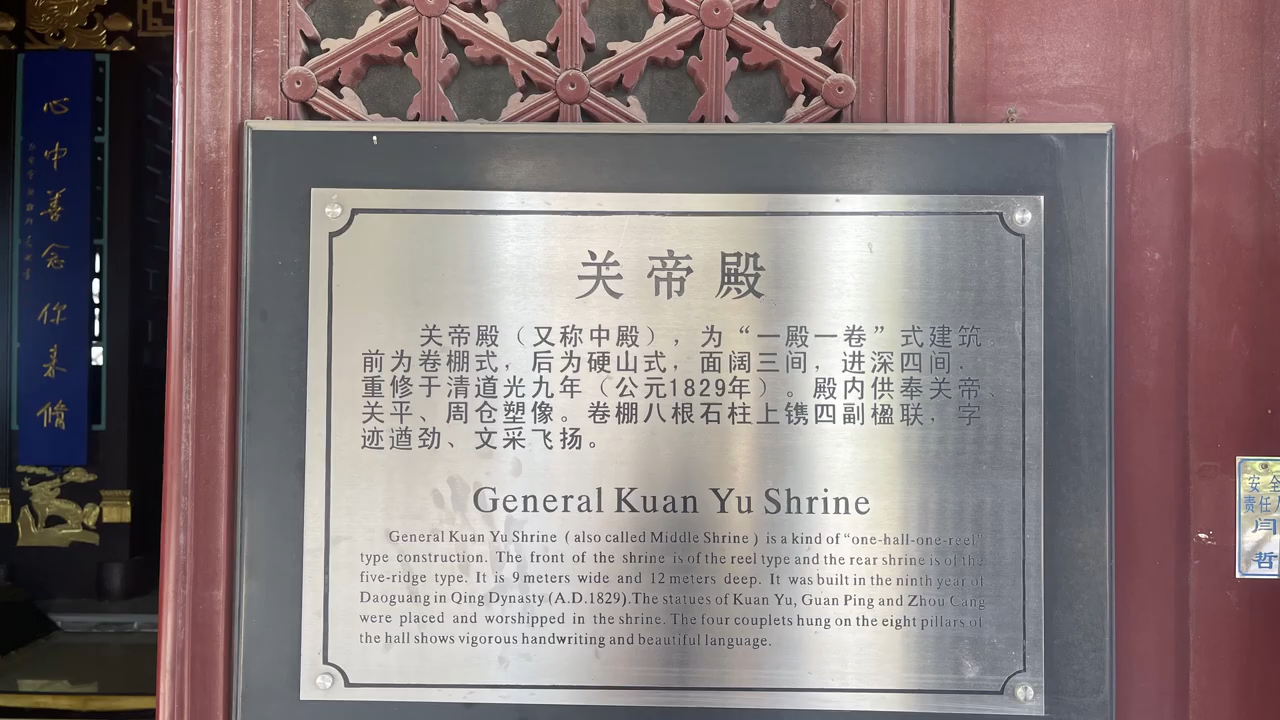 心中善念你来修
关帝殿
关帝殿（又称中殿），为“一殿一卷”式建筑，
前为卷棚式，后为硬山式，面阔三间，进深四间，
重修于清道光九年（公元1829年）。殿内供奉关帝、
关平、周仓塑像。卷棚八根石柱上镌四副楹联，字
迹遒劲、文采飞扬。
General Kuan Yu Shrine
General Kuan Yu Shrine ( also called Middle Shrine ) is a kind of “one-hall-one-reel”
type construction. The front of the shrine is of the reel type and the rear shrine is of the
five-ridge type. It is 9 meters wide and 12 meters deep. It was built in the ninth year of
Daoguang in Qing Dynasty (A.D.1829).The statues of Kuan Yu, Guan Ping and Zhou Cang
were placed and worshipped in the shrine. The four couplets hung on the eight pillars of
the hall shows vigorous handwriting and beautiful language.
安全
责任
闫
哲